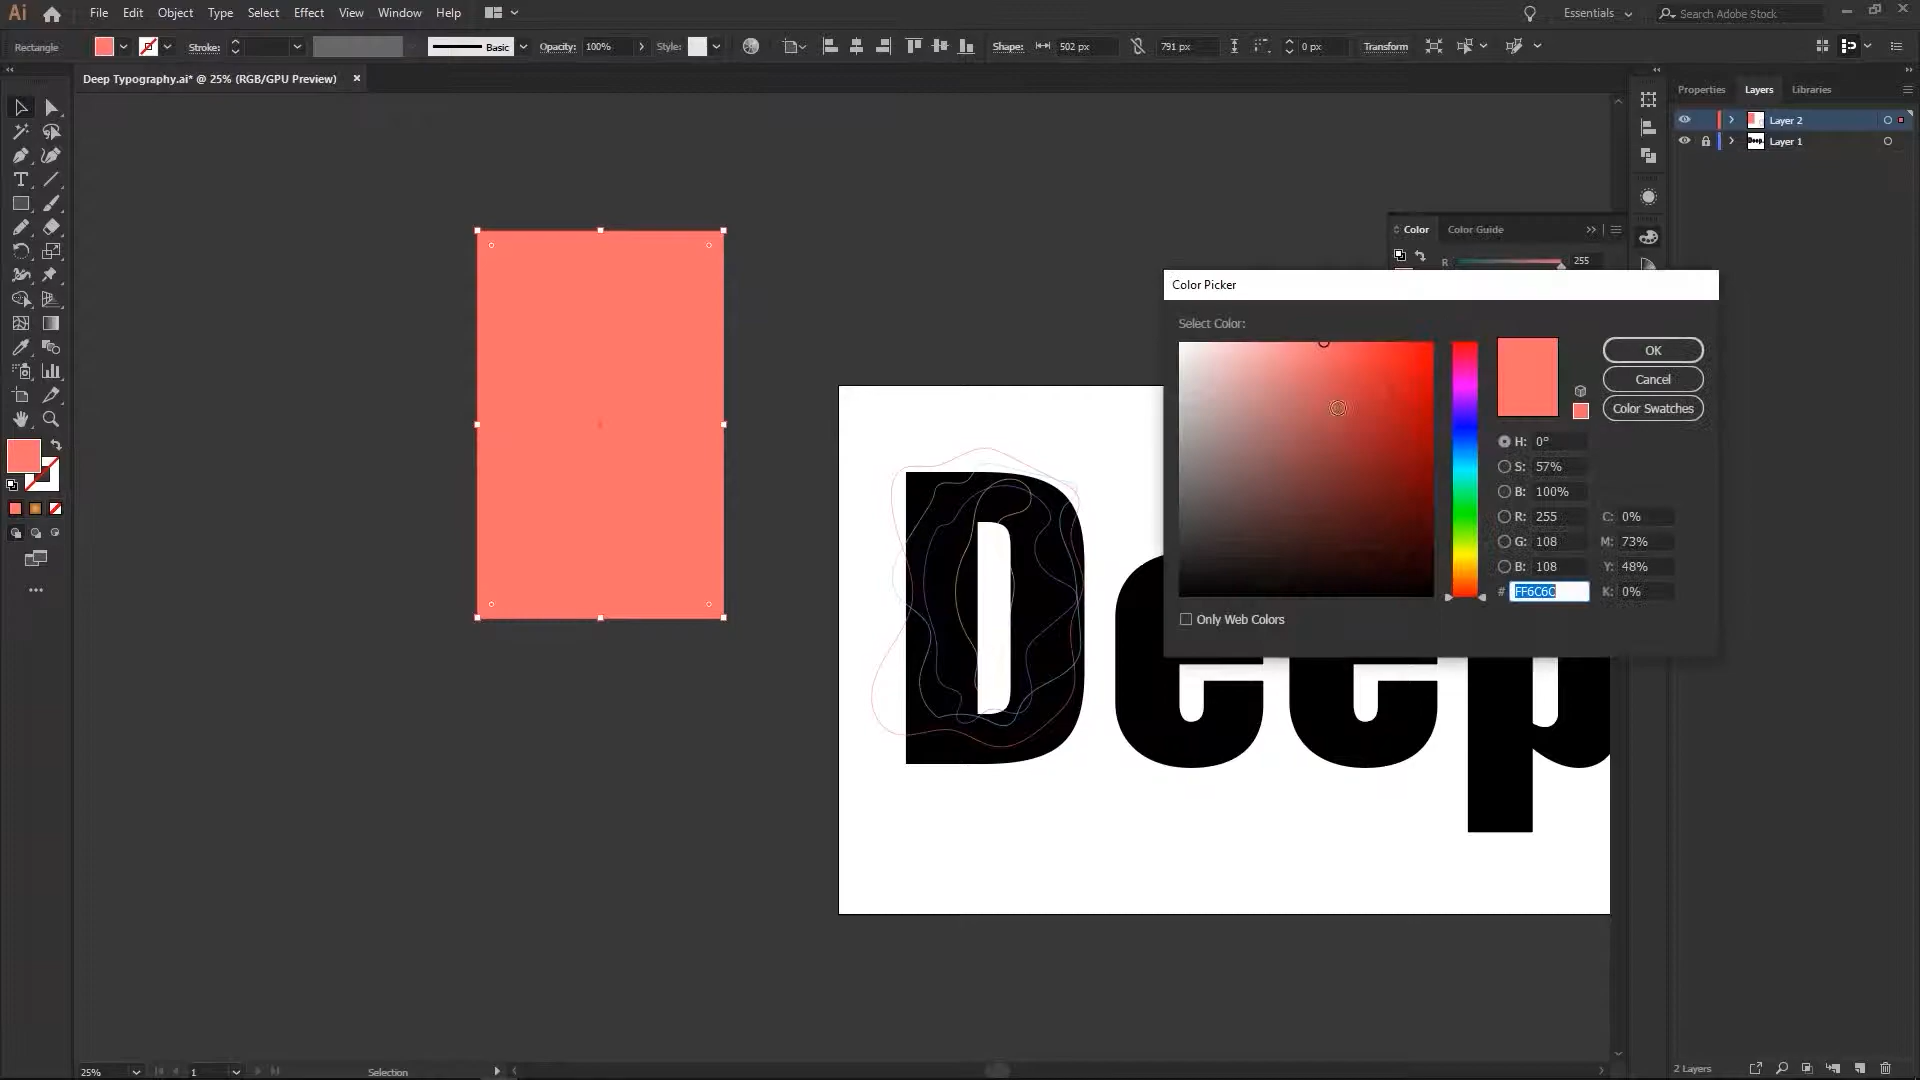 Ai File Edit Object Type Select Effect View Window Help Essentials Search Adobe Stock
Rectangle Stroke: Basic Opacity: 100% Style: Shape: 502 px 791 px 0 px Transform
Deep Typography.ai* @ 25% (RGB/GPU Preview) ×
Properties Layers Libraries
Layer 2
Layer 1
Color Color Guide
R 255
Color Picker
Select Color:
OK
Cancel
Color Swatches
H: 0°
S: 57%
B: 100%
R: 255 C: 0%
G: 108 M: 73%
B: 108 Y: 48%
# FF6C6C K: 0%
Only Web Colors
Deep
25% 1 Selection
2 Layers